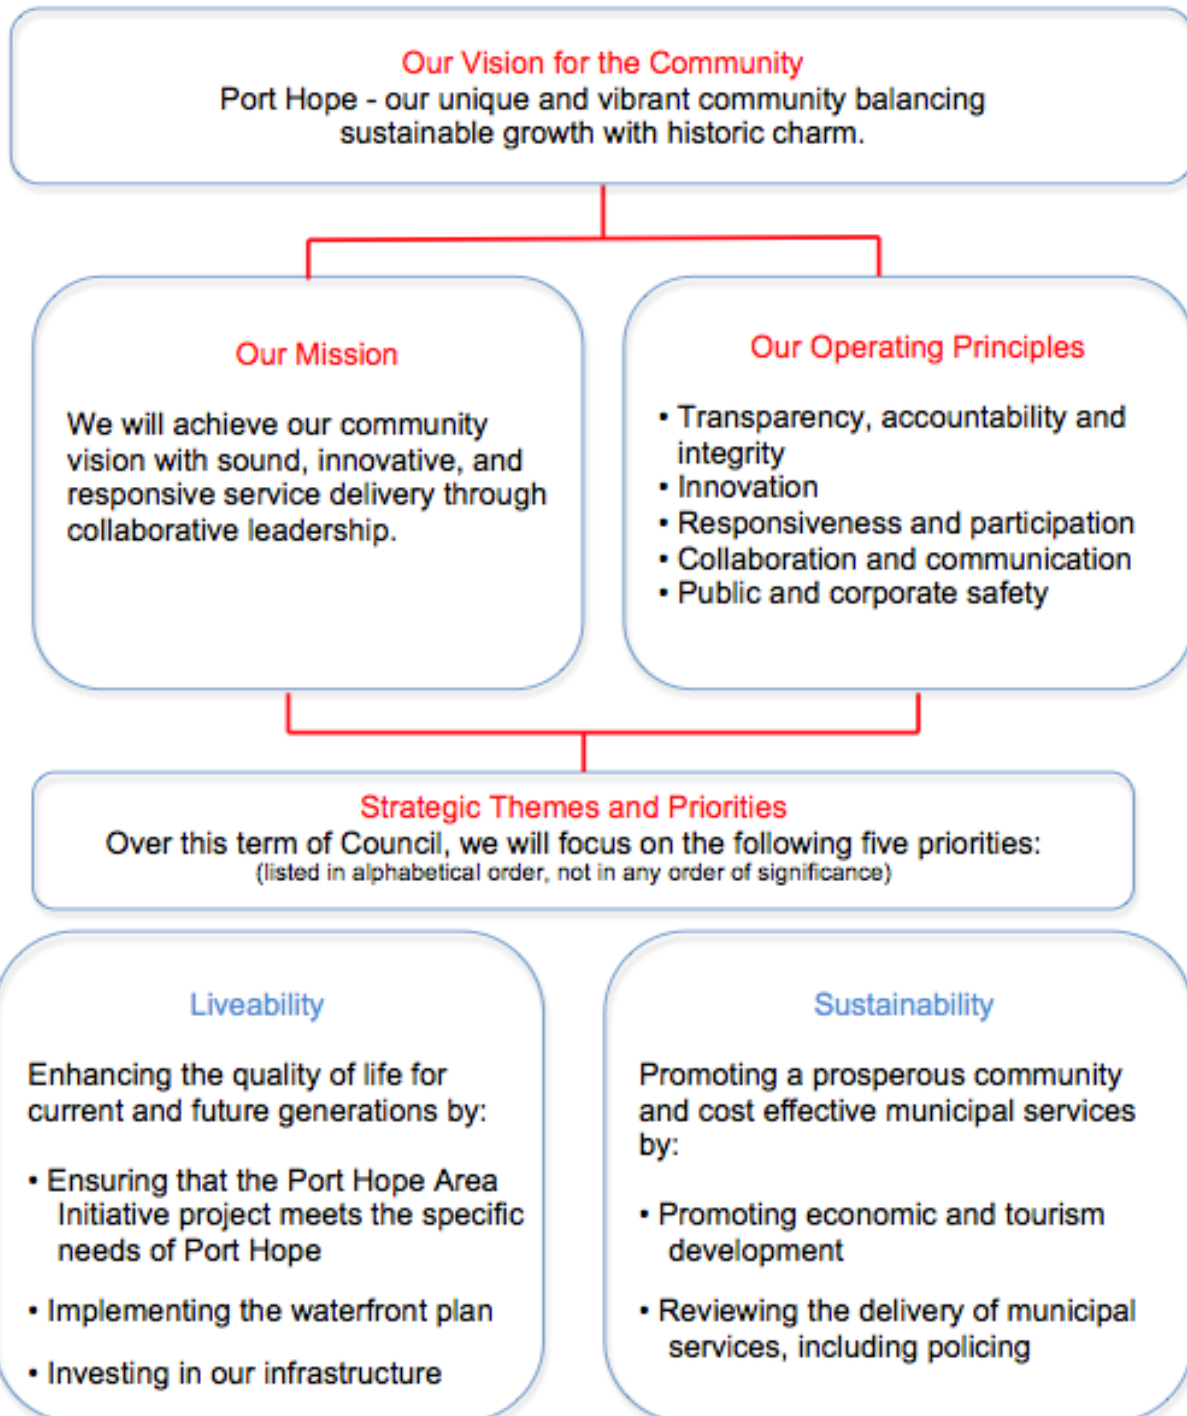 Our Vision for the Community
Port Hope - our unique and vibrant community balancing
sustainable growth with historic charm.
Our Mission
We will achieve our community
vision with sound, innovative, and
responsive service delivery through
collaborative leadership.
Our Operating Principles
• Transparency, accountability and
integrity
• Innovation
• Responsiveness and participation
• Collaboration and communication
• Public and corporate safety
Strategic Themes and Priorities
Over this term of Council, we will focus on the following five priorities:
(listed in alphabetical order, not in any order of significance)
Liveability
Enhancing the quality of life for
current and future generations by:
• Ensuring that the Port Hope Area
Initiative project meets the specific
needs of Port Hope
• Implementing the waterfront plan
• Investing in our infrastructure
Sustainability
Promoting a prosperous community
and cost effective municipal services
by:
• Promoting economic and tourism
development
• Reviewing the delivery of municipal
services, including policing